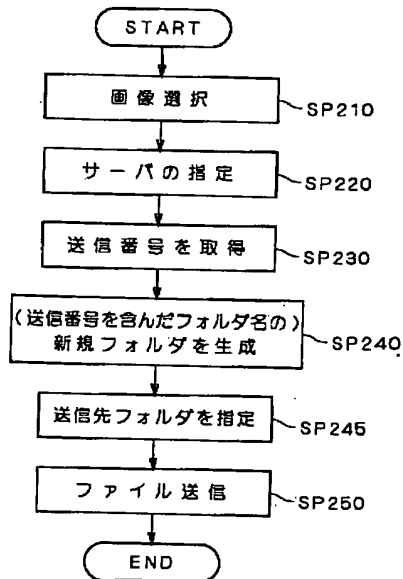 START
画像選択
SP210
サーバの指定
SP220
送信番号を取得
SP230
(送信番号を含んだフォルダ名の)
新規フォルダを生成
SP240
送信先フォルダを指定
SP245
ファイル送信
SP250
END